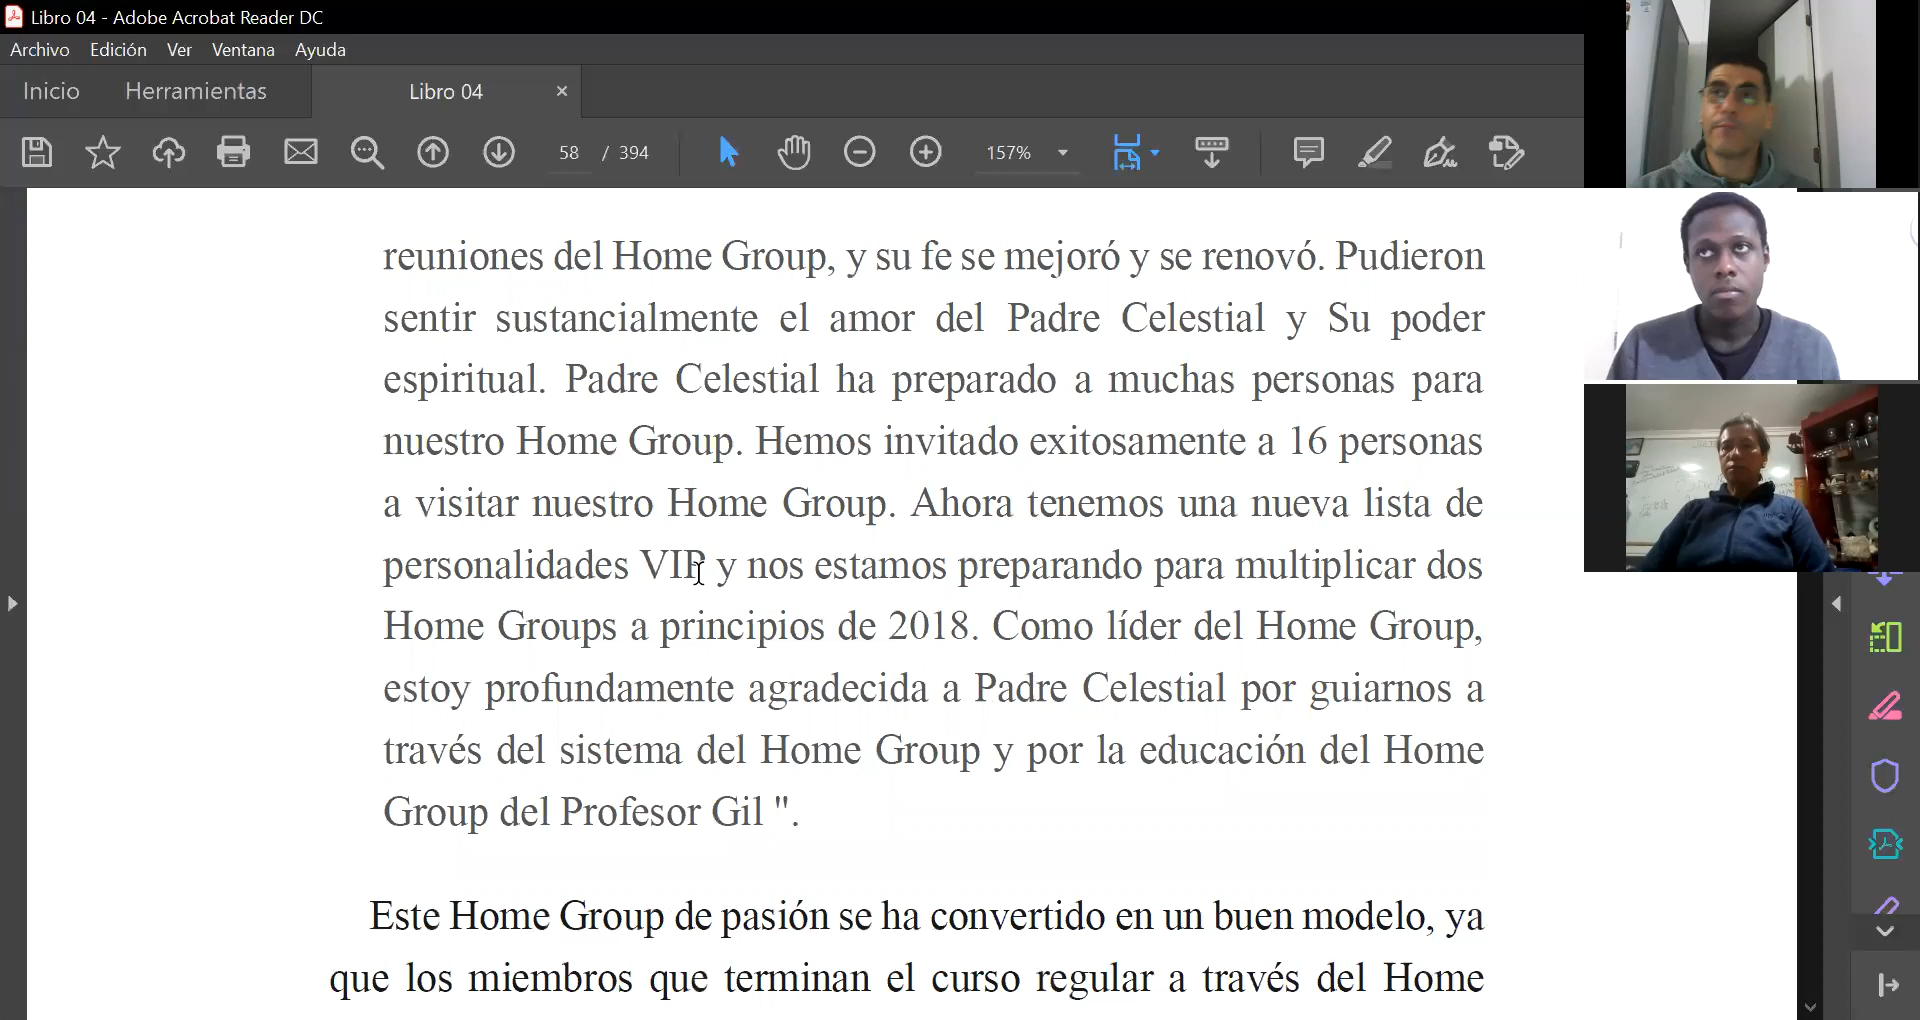 Libro 04 - Adobe Acrobat Reader DC
Archivo Edición Ver Ventana Ayuda
Inicio Herramientas Libro 04
58 / 394 157%
reuniones del Home Group, y su fe se mejoró y se renovó. Pudieron
sentir sustancialmente el amor del Padre Celestial y Su poder
espiritual. Padre Celestial ha preparado a muchas personas para
nuestro Home Group. Hemos invitado exitosamente a 16 personas
a visitar nuestro Home Group. Ahora tenemos una nueva lista de
personalidades VIP y nos estamos preparando para multiplicar dos
Home Groups a principios de 2018. Como líder del Home Group,
estoy profundamente agradecida a Padre Celestial por guiarnos a
través del sistema del Home Group y por la educación del Home
Group del Profesor Gil ".
Este Home Group de pasión se ha convertido en un buen modelo, ya
que los miembros que terminan el curso regular a través del Home